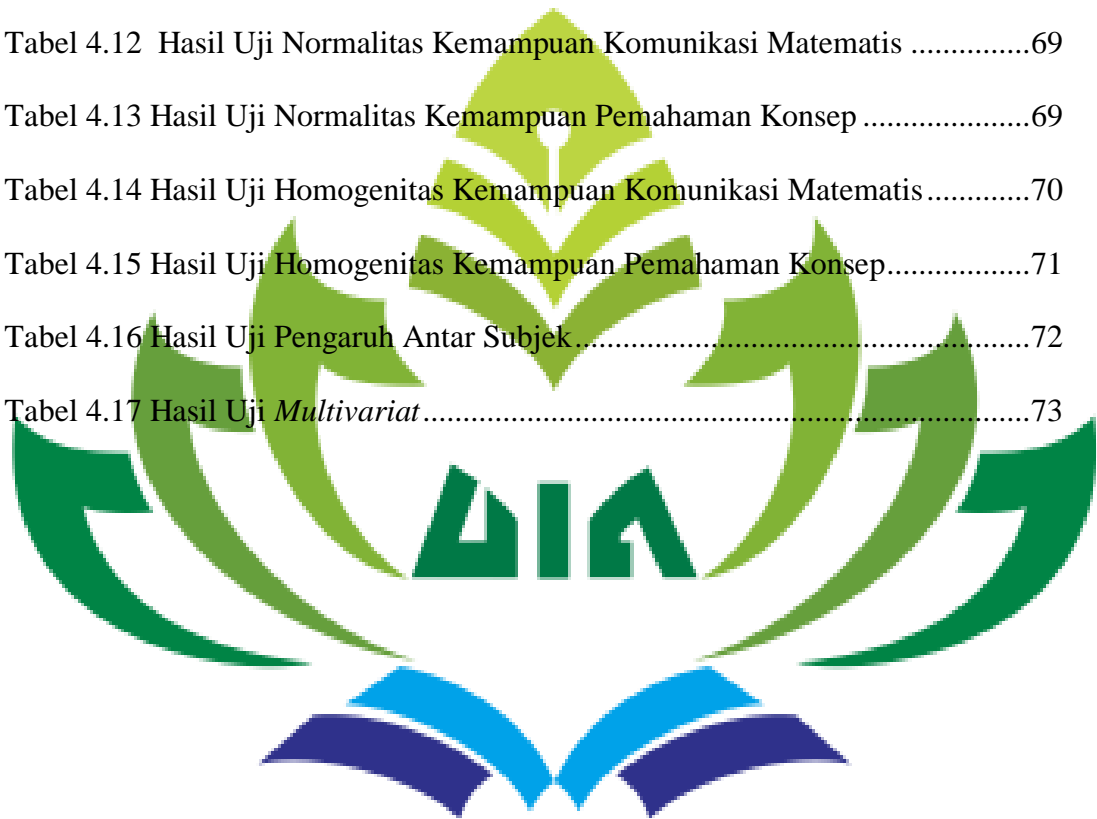 Tabel 4.12  Hasil Uji Normalitas Kemampuan Komunikasi Matematis ...............69
Tabel 4.13 Hasil Uji Normalitas Kemampuan Pemahaman Konsep ....................69
Tabel 4.14 Hasil Uji Homogenitas Kemampuan Komunikasi Matematis.............70
Tabel 4.15 Hasil Uji Homogenitas Kemampuan Pemahaman Konsep.................71
Tabel 4.16 Hasil Uji Pengaruh Antar Subjek.......................................................72
Tabel 4.17 Hasil Uji Multivariat.........................................................................73
UIN